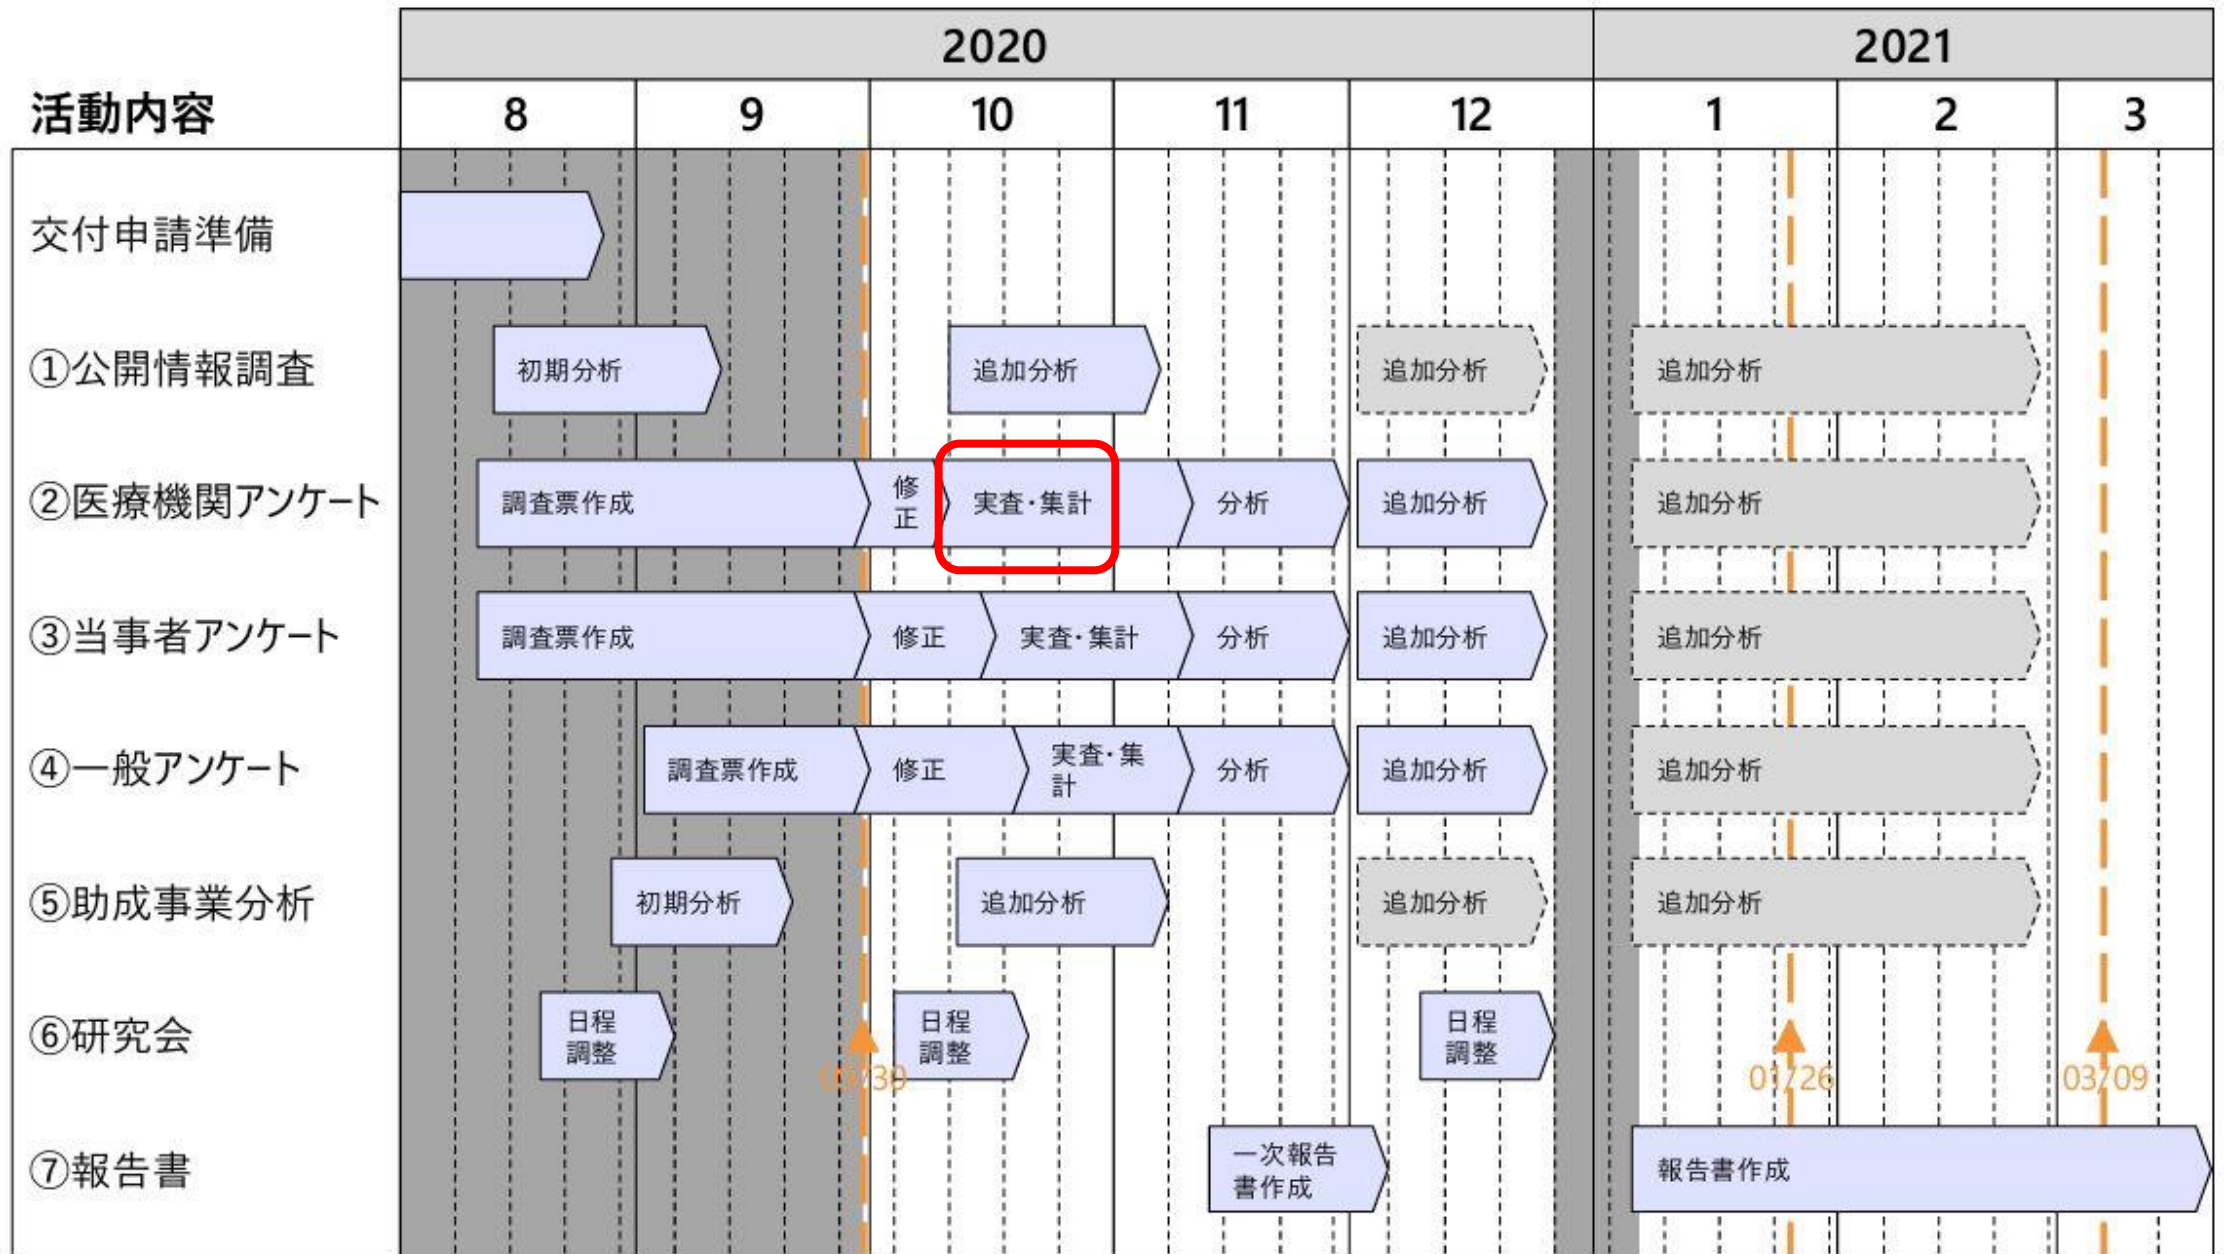 2020 2021
活動内容 8 9 10 11 12 1 2 3
交付申請準備
①公開情報調査 初期分析 追加分析 追加分析 追加分析
②医療機関アンケート 調査票作成 修
正 実査・集計 分析 追加分析 追加分析
③当事者アンケート 調査票作成 修正 実査・集計 分析 追加分析 追加分析
④一般アンケート 調査票作成 修正 実査・集
計 分析 追加分析 追加分析
⑤助成事業分析 初期分析 追加分析 追加分析 追加分析
⑥研究会 日程
調整 日程
調整 日程
調整
09/30 01/26 03/09
⑦報告書 一次報告
書作成 報告書作成